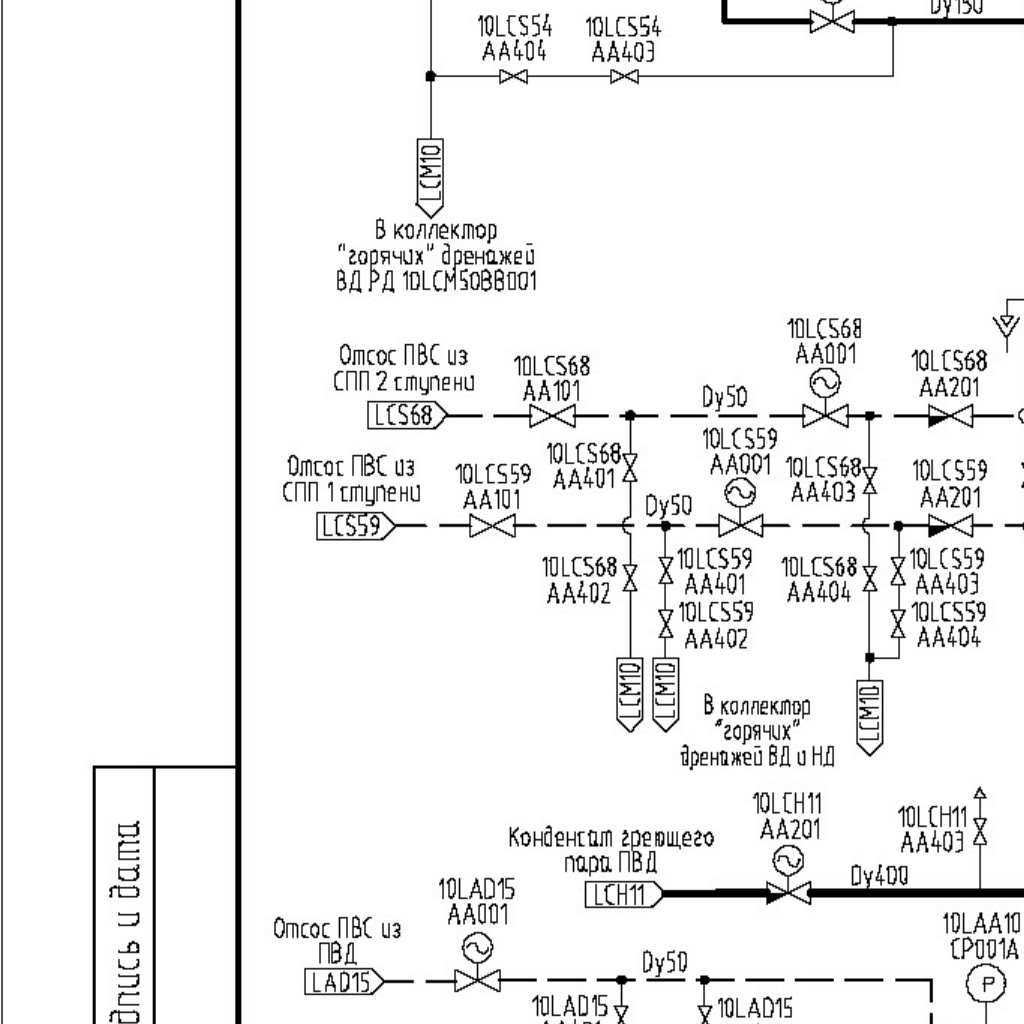 Dy150
10LCS54
AA404
10LCS54
AA403
LCM10
В коллектор
"горячих" дренажей
ВД РД 10LCM50BB001
10LCS68
AA001
Отсос ПВС из
СПП 2 ступени
10LCS68
AA101
10LCS68
AA201
LCS68
Dy50
10LCS59
AA001
10LCS68
AA401
10LCS68
AA403
Отсос ПВС из
СПП 1 ступени
10LCS59
AA101
10LCS59
AA201
LCS59
Dy50
10LCS68
AA402
10LCS59
AA401
10LCS68
AA404
10LCS59
AA403
10LCS59
AA402
10LCS59
AA404
LCM10
LCM10
LCM10
В коллектор
"горячих"
дренажей ВД и НД
10LCH11
AA201
10LCH11
AA403
Конденсат греющего
пара ПВД
LCH11
Dy400
10LAD15
AA001
10LAA10
CP001A
P
Отсос ПВС из
ПВД
LAD15
Dy50
10LAD15
10LAD15
дпись и дата